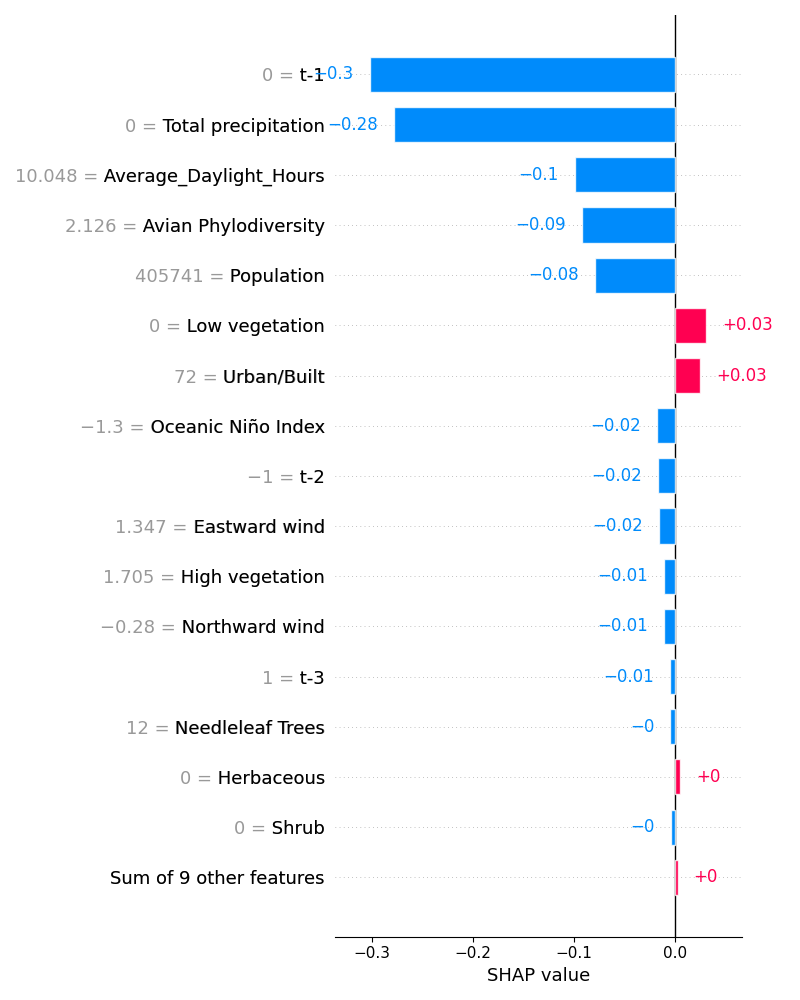 0 = t-1 −0.3
0 = Total precipitation −0.28
10.048 = Average_Daylight_Hours −0.1
2.126 = Avian Phylodiversity −0.09
405741 = Population −0.08
0 = Low vegetation +0.03
72 = Urban/Built +0.03
−1.3 = Oceanic Niño Index −0.02
−1 = t-2 −0.02
1.347 = Eastward wind −0.02
1.705 = High vegetation −0.01
−0.28 = Northward wind −0.01
1 = t-3 −0.01
12 = Needleleaf Trees −0
0 = Herbaceous +0
0 = Shrub −0
Sum of 9 other features +0
−0.3 −0.2 −0.1 0.0
SHAP value